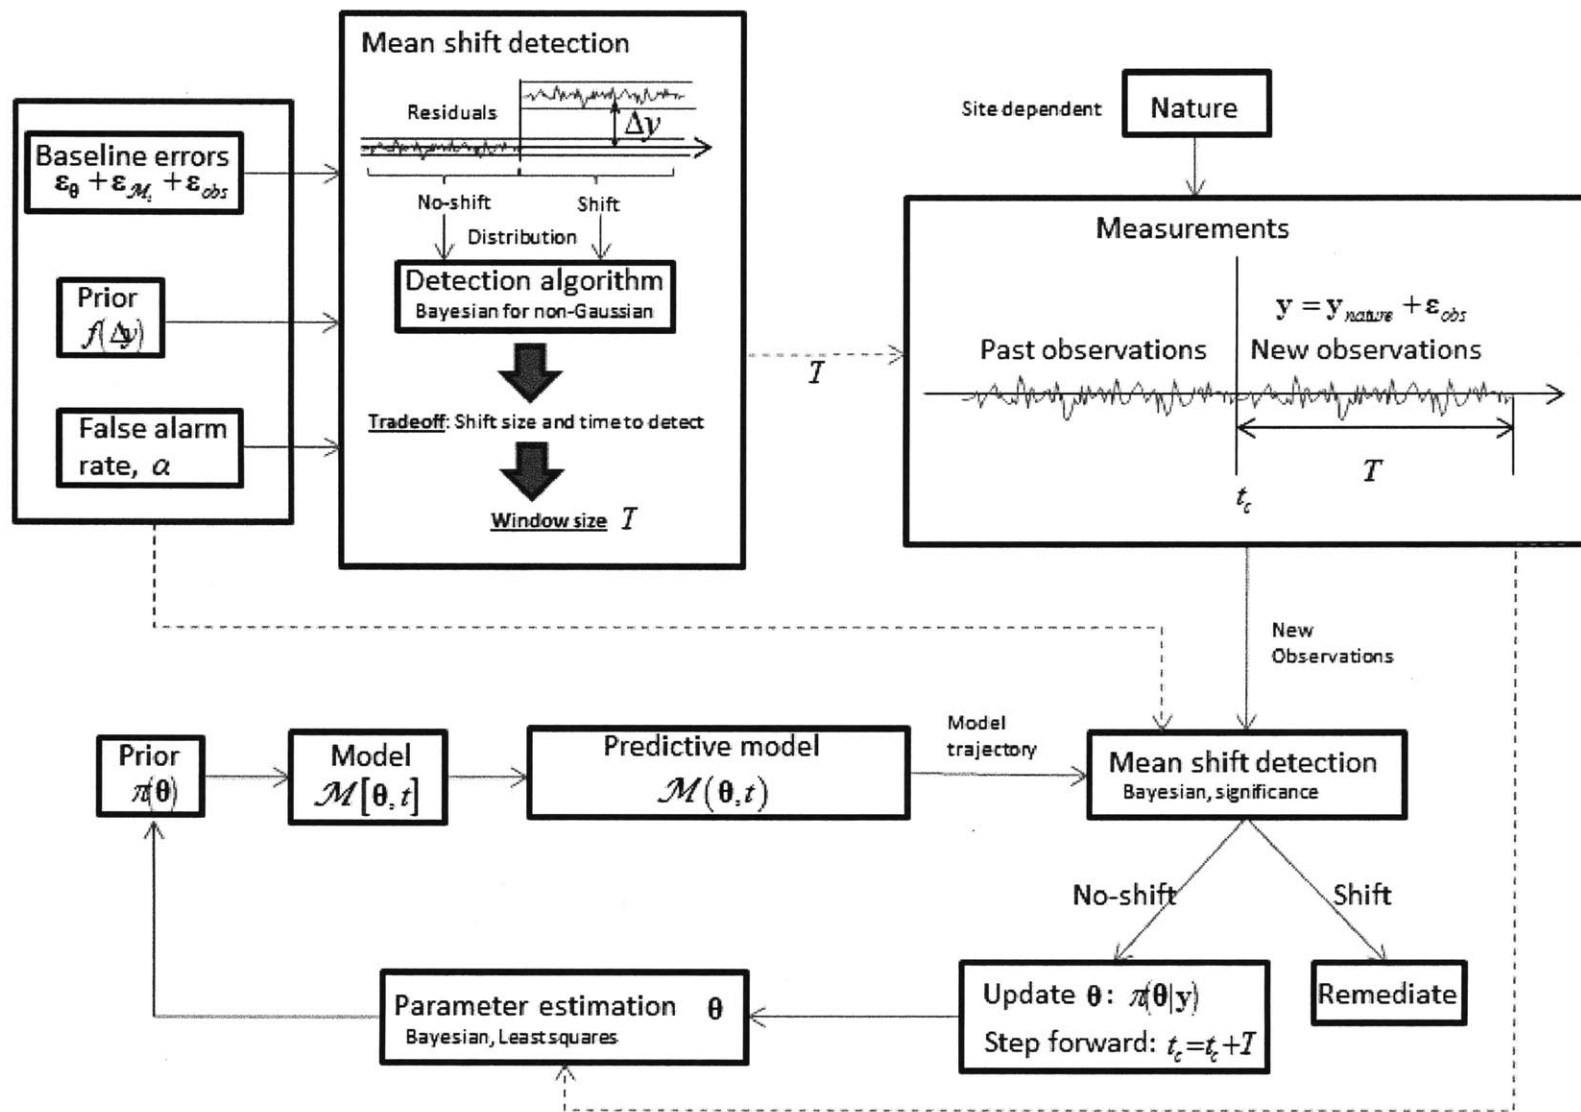 Mean shift detection
Residuals
Δy
No-shift
Shift
Distribution
Detection algorithm
Bayesian for non-Gaussian
Tradeoff: Shift size and time to detect
Window size T
Baseline errors
ε_θ + ε_ℳ_t + ε_obs
Prior
f(Δy)
False alarm
rate, α
T
Site dependent
Nature
Measurements
y = y_nature + ε_obs
Past observations
New observations
T
t_c
New
Observations
Prior
π(θ)
Model
ℳ[θ,t]
Predictive model
ℳ(θ,t)
Model
trajectory
Mean shift detection
Bayesian, significance
No-shift
Shift
Parameter estimation θ
Bayesian, Least squares
Update θ: π(θ|y)
Step forward: t_c=t_c+T
Remediate